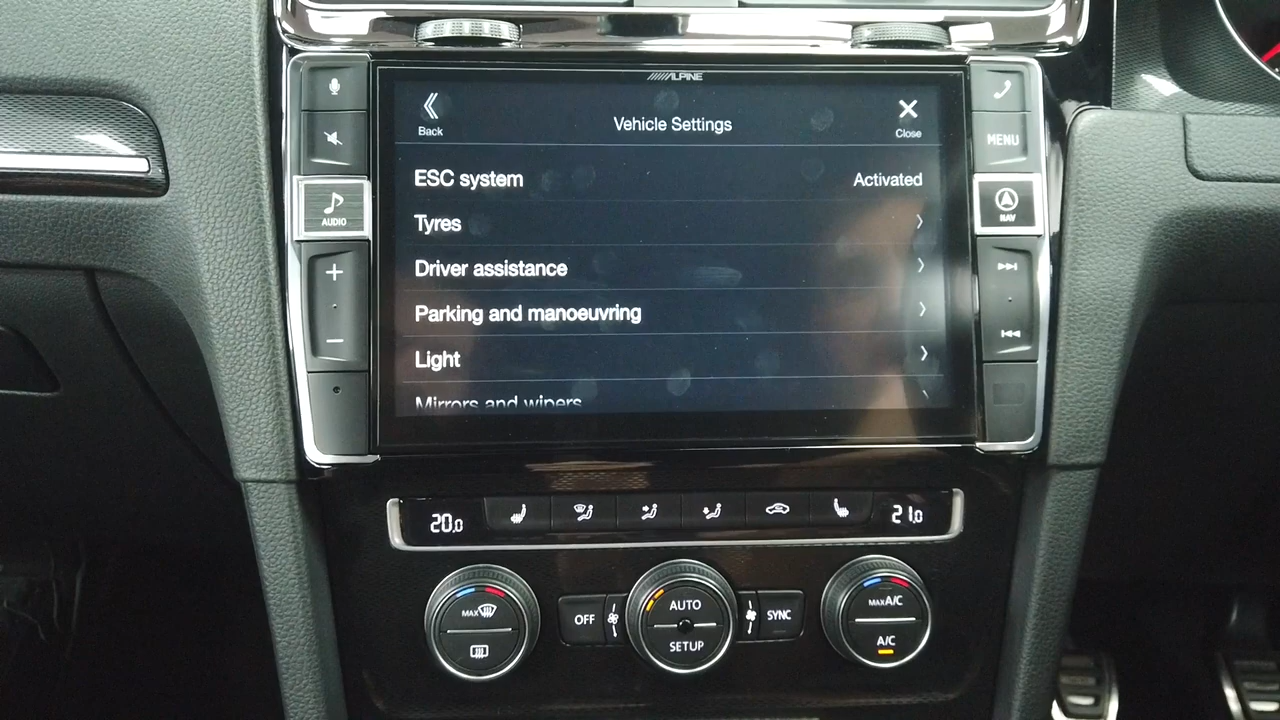 ALPINE
Back
Vehicle Settings
Close
ESC system Activated
Tyres
Driver assistance
Parking and manoeuvring
Light
Mirrors and wipers
AUDIO
MENU
NAV
20.0
21.0
MAX
OFF
AUTO
SETUP
SYNC
MAX A/C
A/C